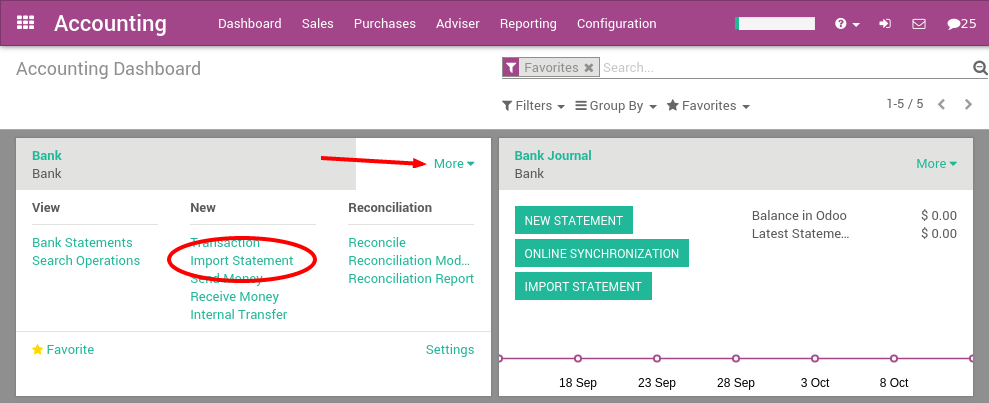 Accounting
Dashboard Sales Purchases Adviser Reporting Configuration
25
Accounting Dashboard
Favorites Search...
Filters Group By Favorites 1-5 / 5
Bank
Bank
More
View
Bank Statements
Search Operations
New
Transaction
Import Statement
Send Money
Receive Money
Internal Transfer
Reconciliation
Reconcile
Reconciliation Mod...
Reconciliation Report
Favorite Settings
Bank Journal
Bank
More
NEW STATEMENT
ONLINE SYNCHRONIZATION
IMPORT STATEMENT
Balance in Odoo $ 0.00
Latest Stateme... $ 0.00
18 Sep 23 Sep 28 Sep 3 Oct 8 Oct